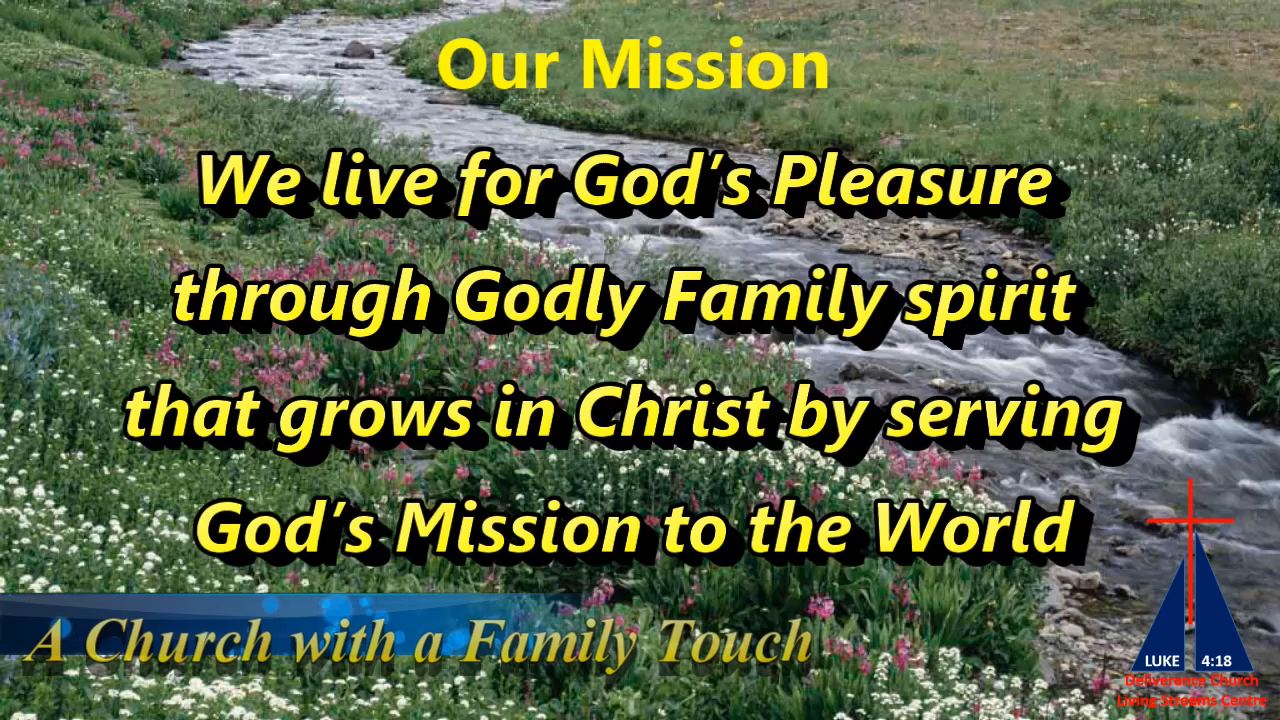 Our Mission
We live for God's Pleasure
through Godly Family spirit
that grows in Christ by serving
God's Mission to the World
A Church with a Family Touch
LUKE 4:18
Deliverance Church
Living Streams Centre